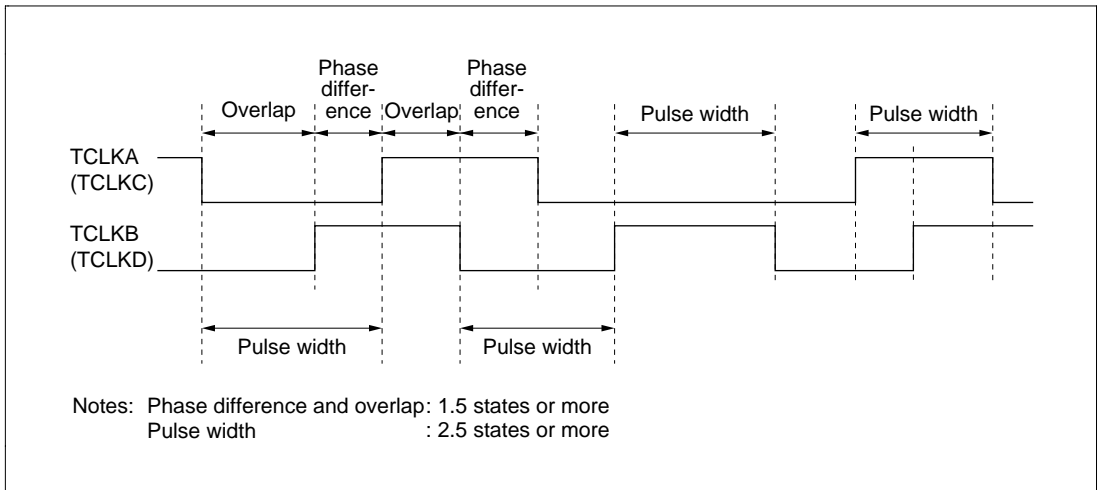 Phase
differ-
ence
Phase
differ-
ence
Overlap
Overlap
Pulse width
Pulse width
TCLKA
(TCLKC)
TCLKB
(TCLKD)
Pulse width
Pulse width
Notes: Phase difference and overlap : 1.5 states or more
Pulse width : 2.5 states or more